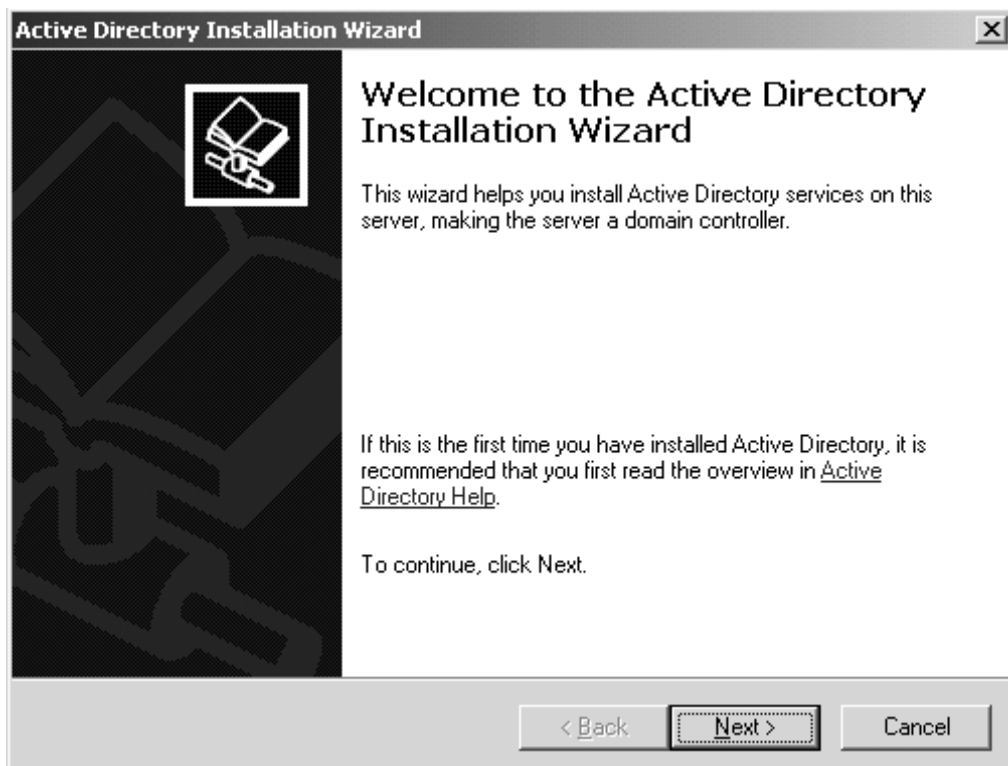 Active Directory Installation Wizard
Welcome to the Active Directory
Installation Wizard
This wizard helps you install Active Directory services on this
server, making the server a domain controller.
If this is the first time you have installed Active Directory, it is
recommended that you first read the overview in Active
Directory Help.
To continue, click Next.
< Back
Next >
Cancel